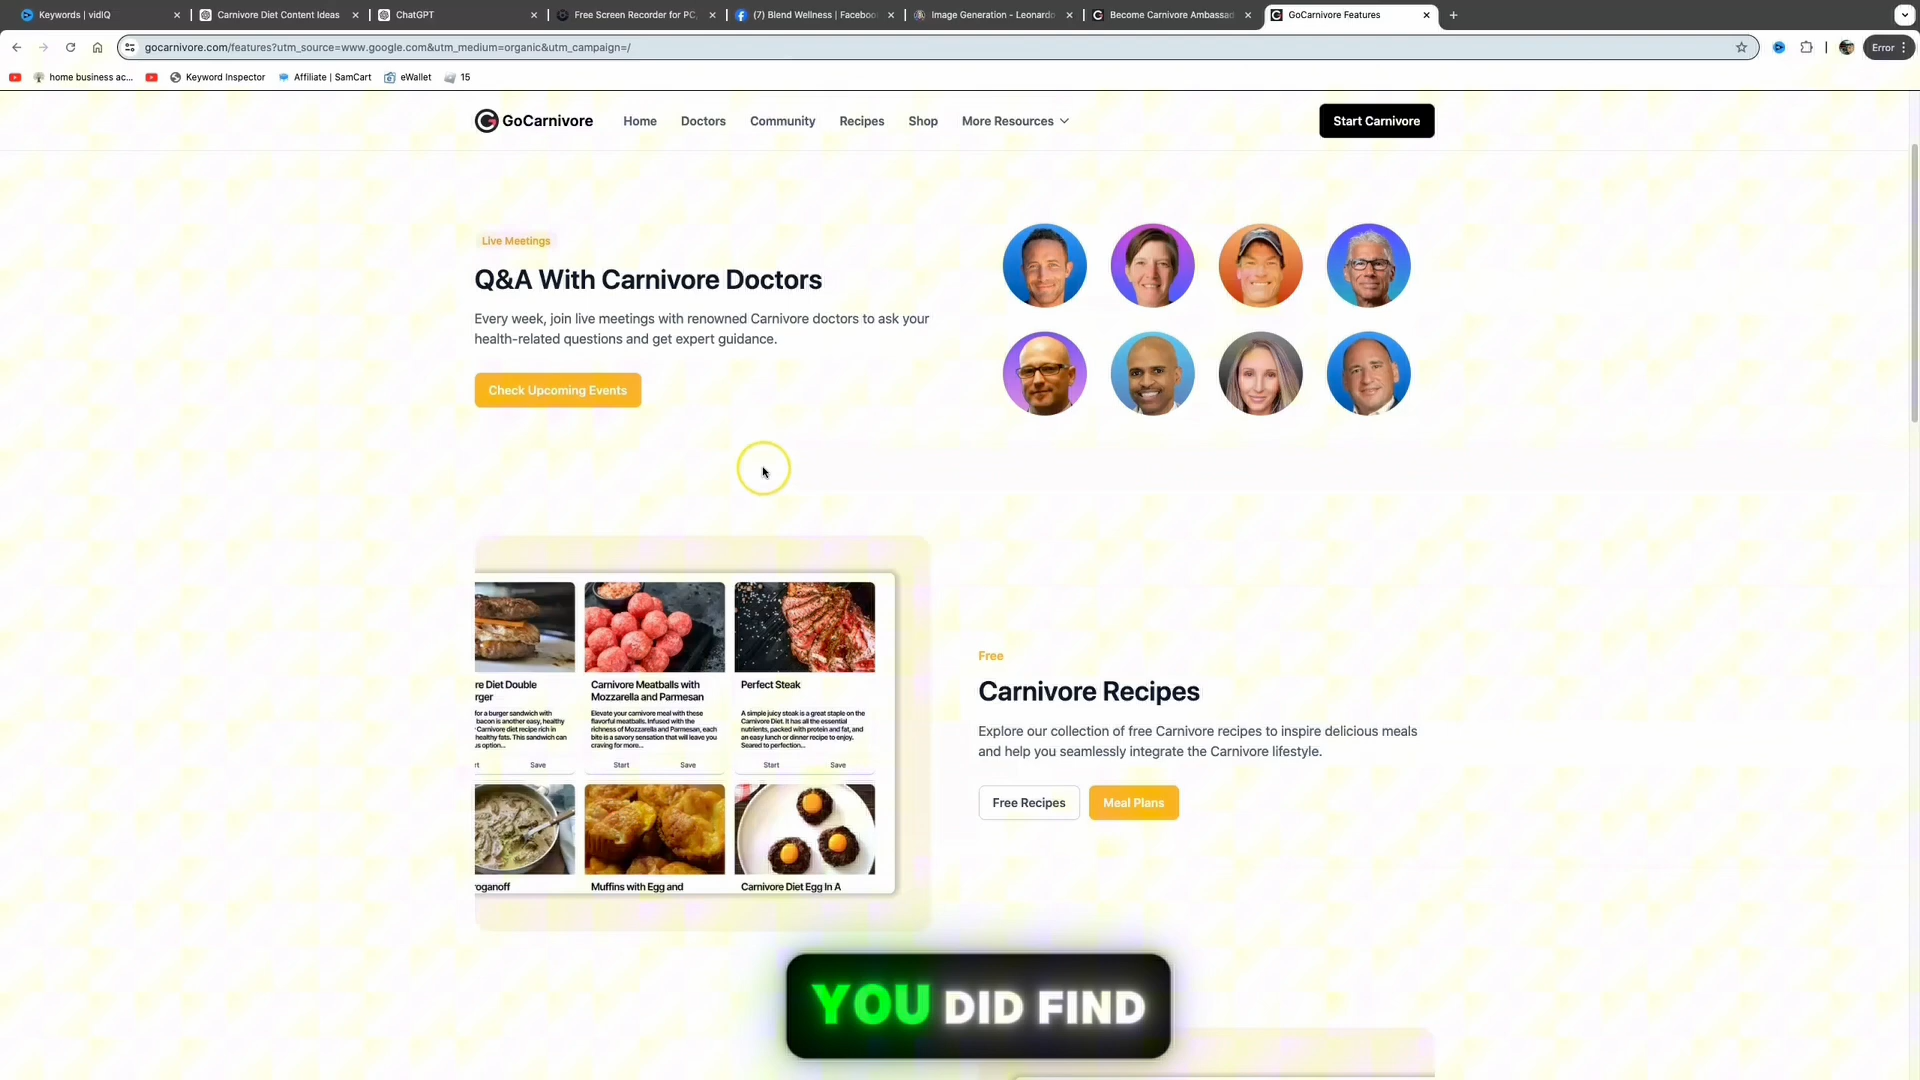 Keywords | vidIQ
Carnivore Diet Content Ideas
ChatGPT
Free Screen Recorder for PC,
(7) Blend Wellness | Faceboo
Image Generation - Leonardo
Become Carnivore Ambassad
GoCarnivore Features
gocarnivore.com/features?utm_source=www.google.com&utm_medium=organic&utm_campaign=/
Error
home business ac...
Keyword Inspector
Affiliate | SamCart
eWallet
15
GoCarnivore
Home
Doctors
Community
Recipes
Shop
More Resources
Start Carnivore
Live Meetings
Q&A With Carnivore Doctors
Every week, join live meetings with renowned Carnivore doctors to ask your
health-related questions and get expert guidance.
Check Upcoming Events
re Diet Double
rger
for a burger sandwich with
bacon is another easy, healthy
Carnivore diet recipe rich in
healthy fats. This sandwich can
us option...
rt Save
Carnivore Meatballs with
Mozzarella and Parmesan
Elevate your carnivore meal with these
flavorful meatballs. Infused with the
richness of Mozzarella and Parmesan, each
bite is a savory sensation that will leave you
craving for more...
Start Save
Perfect Steak
A simple juicy steak is a great staple on the
Carnivore Diet. It has all the essential
nutrients, packed with protein and fat, and
an easy lunch or dinner recipe to enjoy.
Seared to perfection...
Start Save
roganoff
Muffins with Egg and
Carnivore Diet Egg In A
Free
Carnivore Recipes
Explore our collection of free Carnivore recipes to inspire delicious meals
and help you seamlessly integrate the Carnivore lifestyle.
Free Recipes
Meal Plans
YOU DID FIND